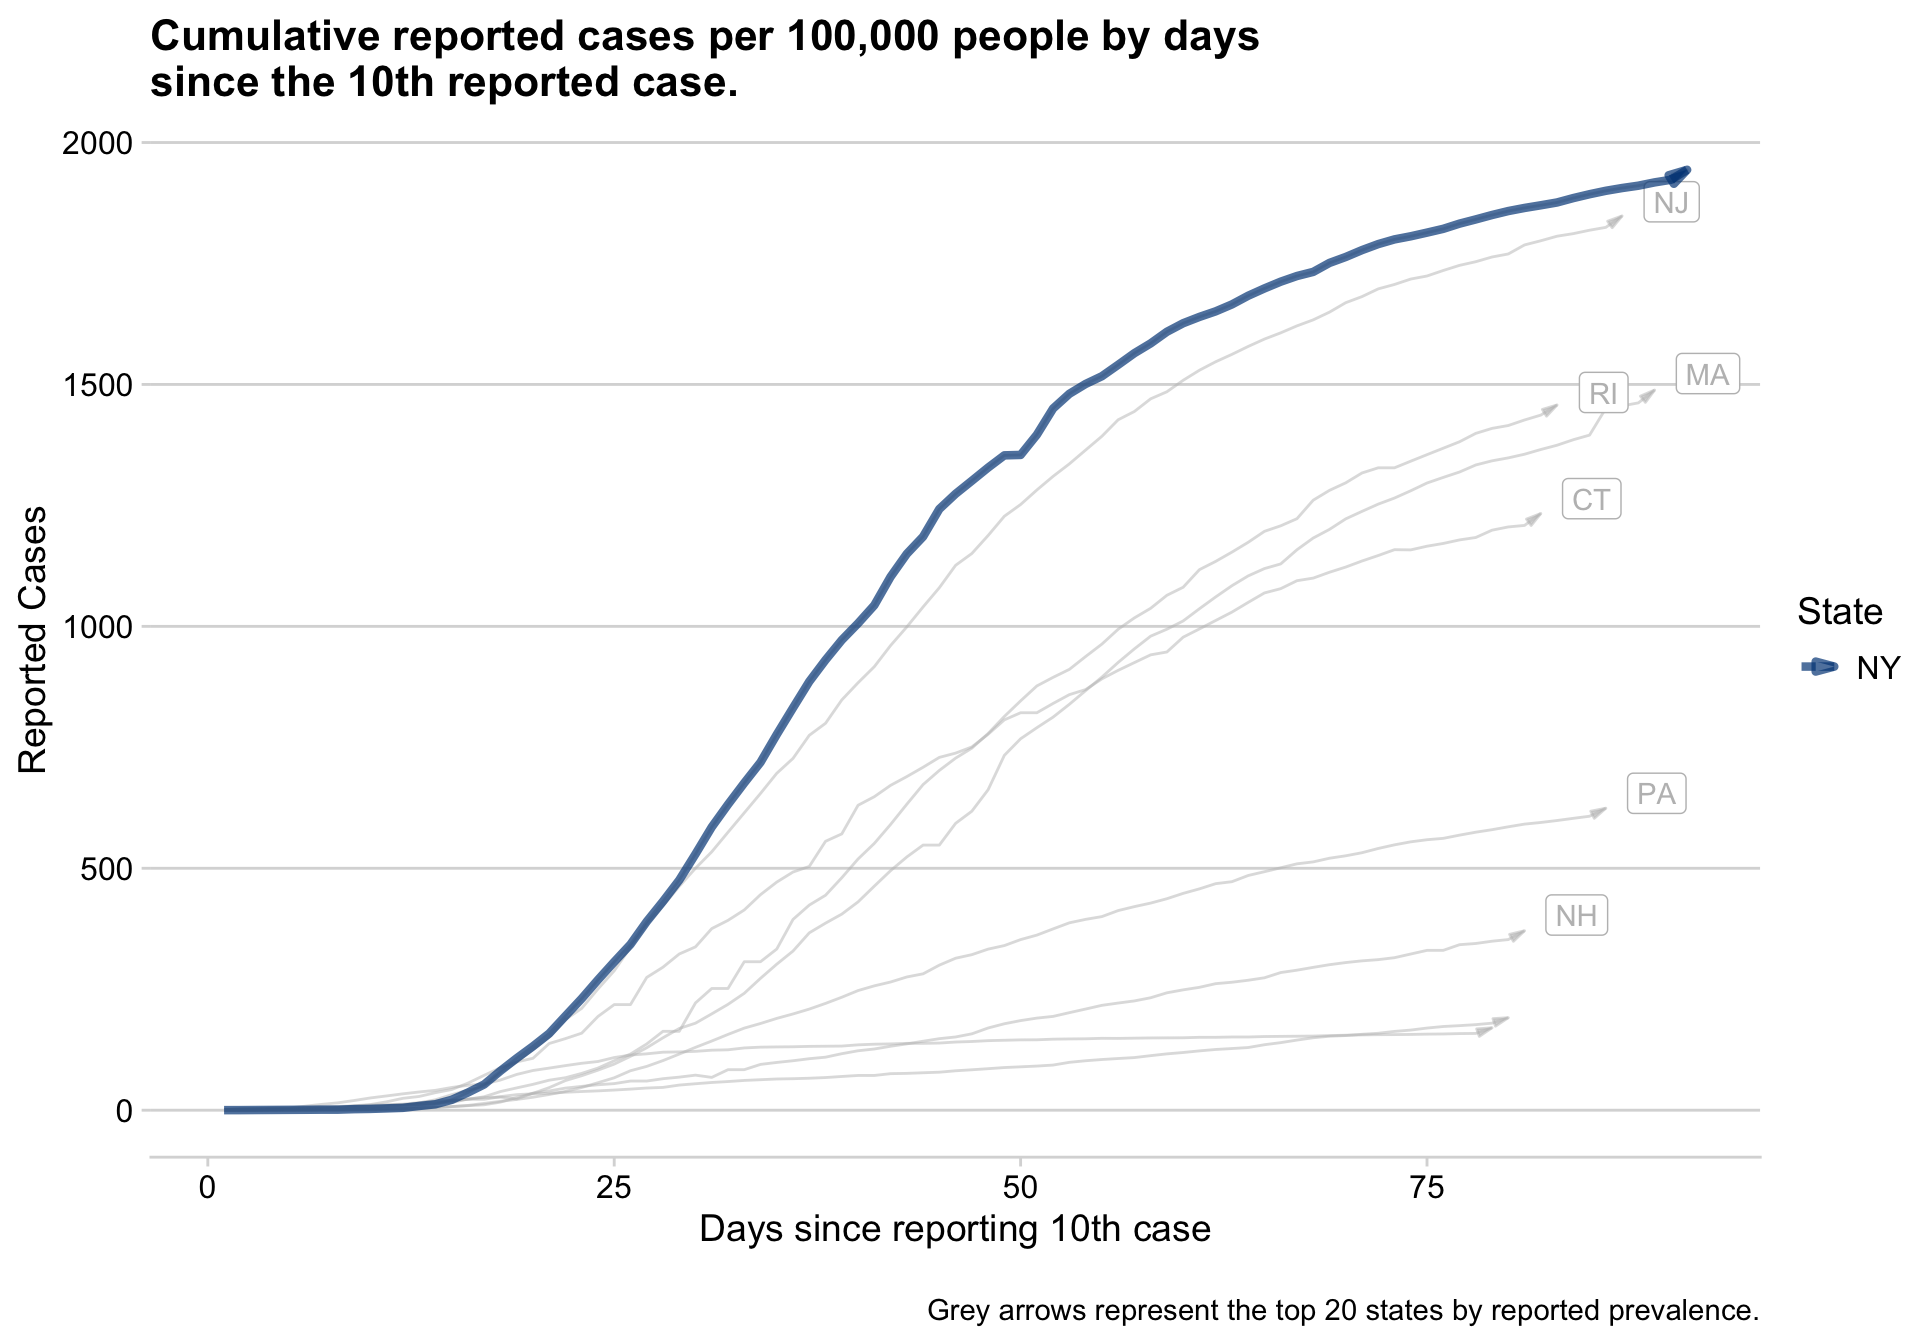 Cumulative reported cases per 100,000 people by days
since the 10th reported case.
2000
1500
1000
500
0
Reported Cases
NJ
MA
RI
CT
PA
NH
State
NY
0
25
50
75
Days since reporting 10th case
Grey arrows represent the top 20 states by reported prevalence.